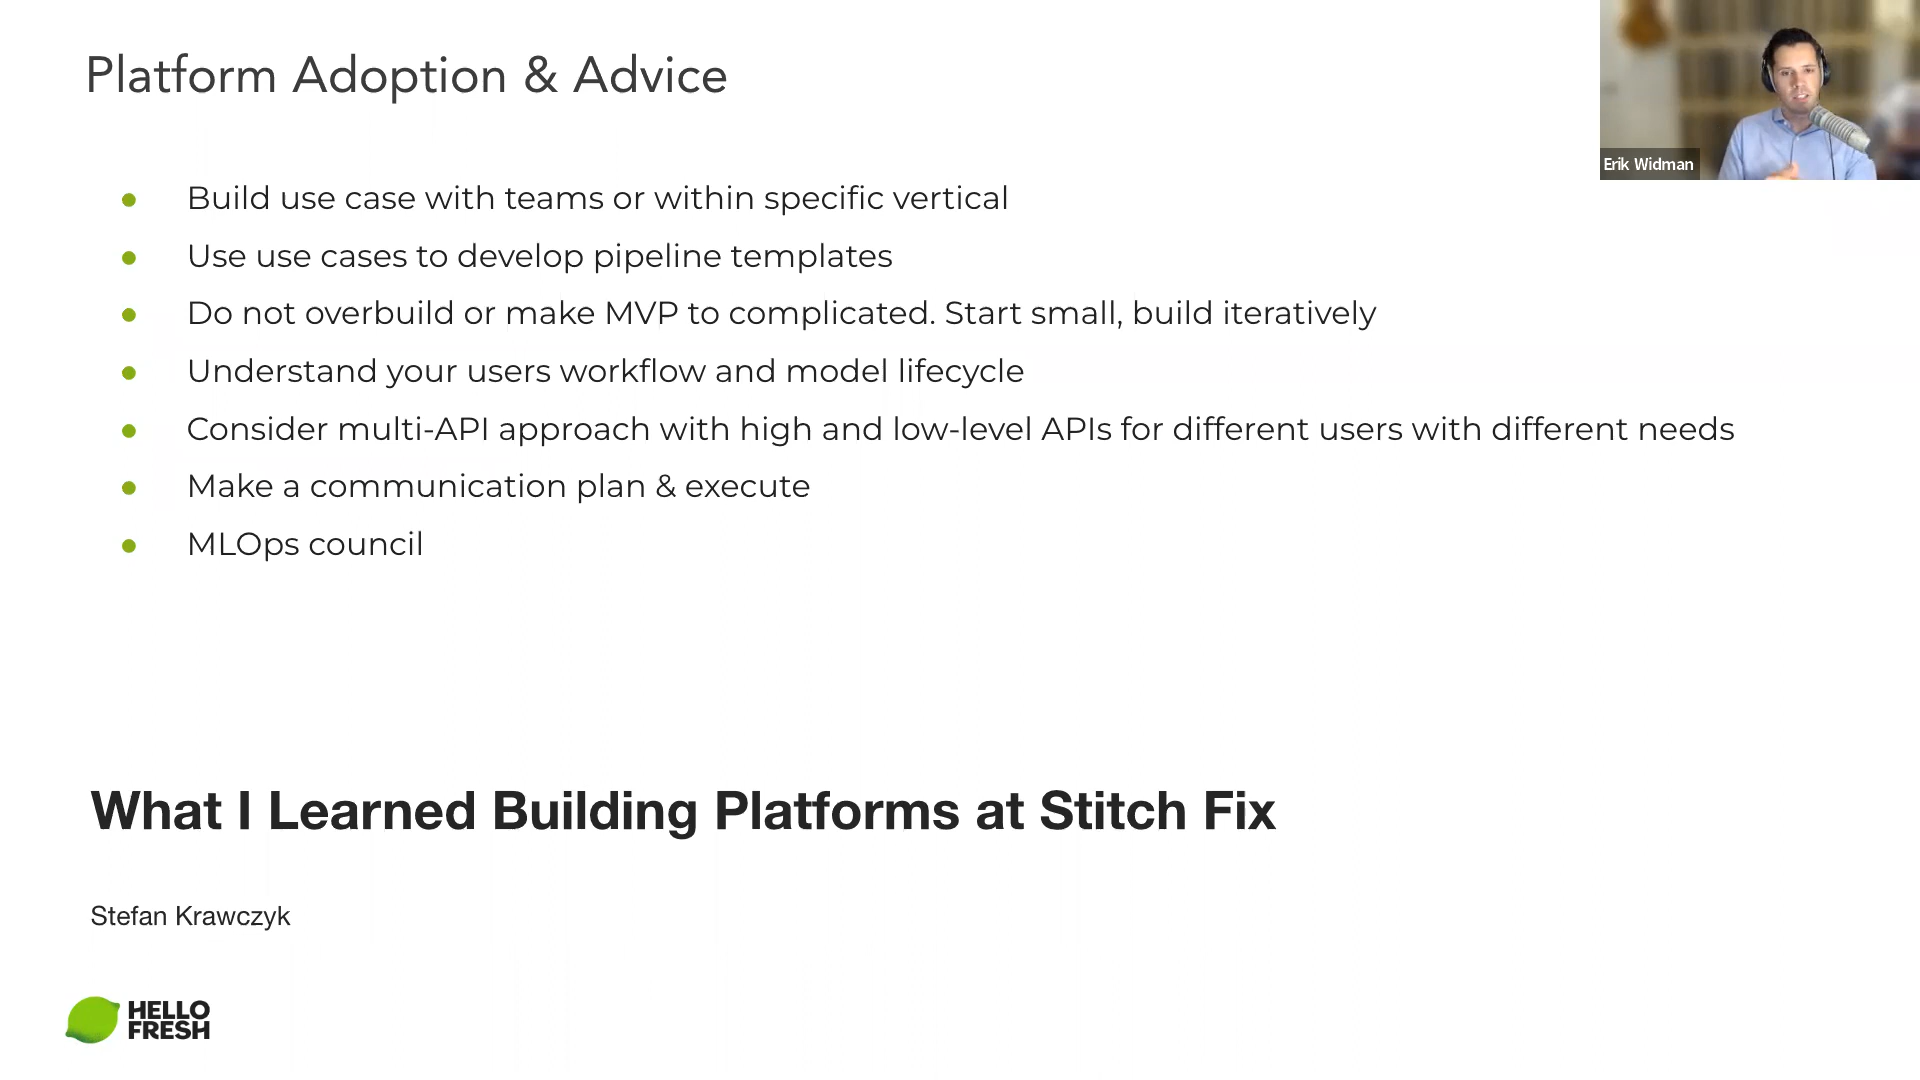 Platform Adoption & Advice
Erik Widman
Build use case with teams or within specific vertical
Use use cases to develop pipeline templates
Do not overbuild or make MVP to complicated. Start small, build iteratively
Understand your users workflow and model lifecycle
Consider multi-API approach with high and low-level APIs for different users with different needs
Make a communication plan & execute
MLOps council
What I Learned Building Platforms at Stitch Fix
Stefan Krawczyk
HELLO
FRESH